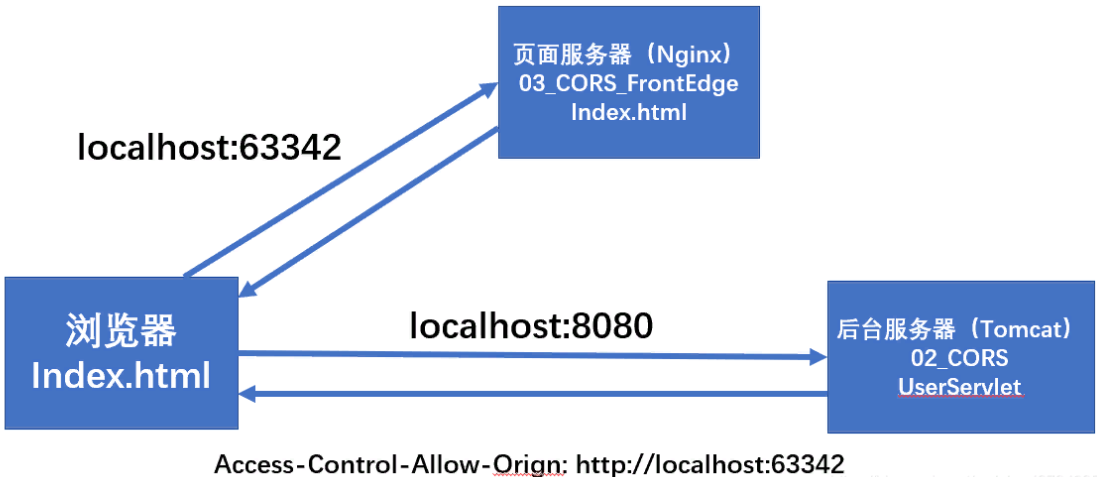 页面服务器（Nginx）
03_CORS_FrontEdge
Index.html
localhost:63342
浏览器
Index.html
localhost:8080
后台服务器（Tomcat）
02_CORS
UserServlet
Access-Control-Allow-Orign: http://localhost:63342